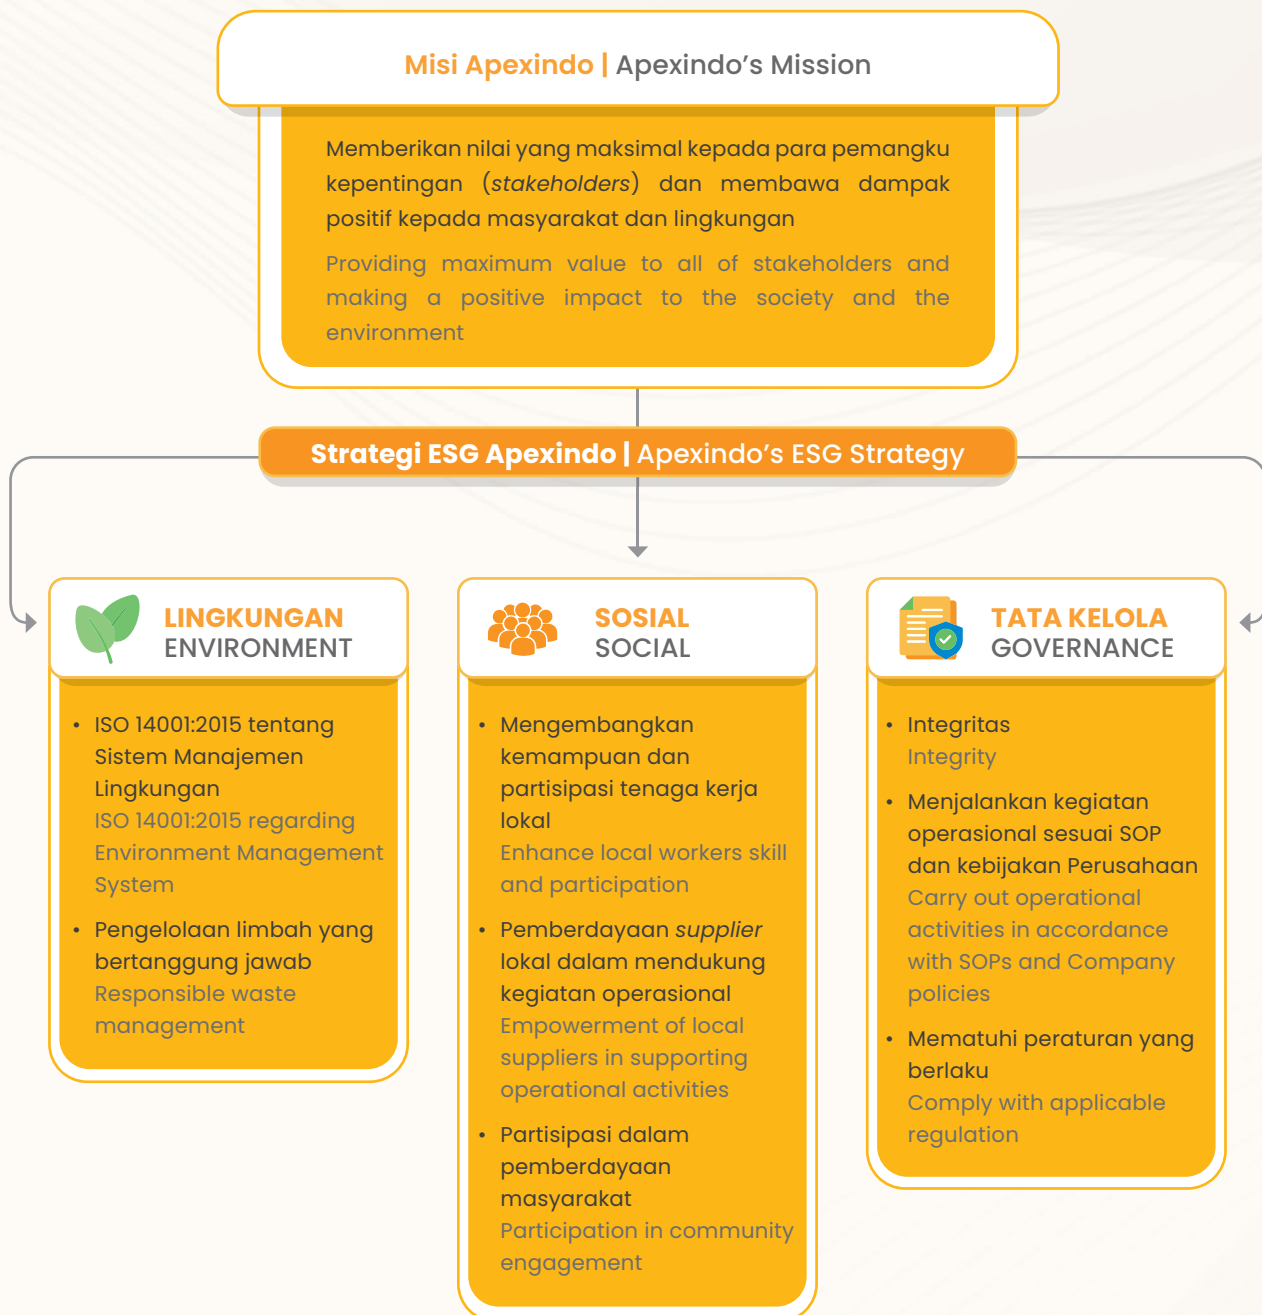 Misi Apexindo | Apexindo’s Mission
Memberikan nilai yang maksimal kepada para pemangku
kepentingan (stakeholders) dan membawa dampak
positif kepada masyarakat dan lingkungan
Providing maximum value to all of stakeholders and
making a positive impact to the society and the
environment
Strategi ESG Apexindo | Apexindo’s ESG Strategy
LINGKUNGAN
ENVIRONMENT
• ISO 14001:2015 tentang
Sistem Manajemen
Lingkungan
ISO 14001:2015 regarding
Environment Management
System
• Pengelolaan limbah yang
bertanggung jawab
Responsible waste
management
SOSIAL
SOCIAL
• Mengembangkan
kemampuan dan
partisipasi tenaga kerja
lokal
Enhance local workers skill
and participation
• Pemberdayaan supplier
lokal dalam mendukung
kegiatan operasional
Empowerment of local
suppliers in supporting
operational activities
• Partisipasi dalam
pemberdayaan
masyarakat
Participation in community
engagement
TATA KELOLA
GOVERNANCE
• Integritas
Integrity
• Menjalankan kegiatan
operasional sesuai SOP
dan kebijakan Perusahaan
Carry out operational
activities in accordance
with SOPs and Company
policies
• Mematuhi peraturan yang
berlaku
Comply with applicable
regulation